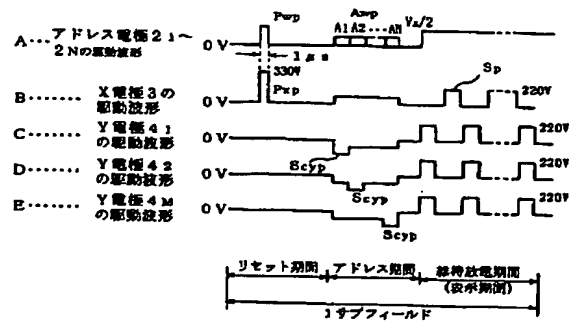 Pwp
Awp
A1 A2 ･･･ AN
Vs/2
A… アドレス電極2₁～
2Nの駆動波形
0V
1μs
330V
Pxp
Sp
B……… X電極3の
駆動波形
0V
220V
C……… Y電極4₁
の駆動波形
0V
220V
Scyp
D……… Y電極4₂
の駆動波形
0V
220V
Scyp
E……… Y電極4M
の駆動波形
0V
220V
Scyp
リセット期間 アドレス期間 維持放電期間
(表示期間)
1サブフィールド